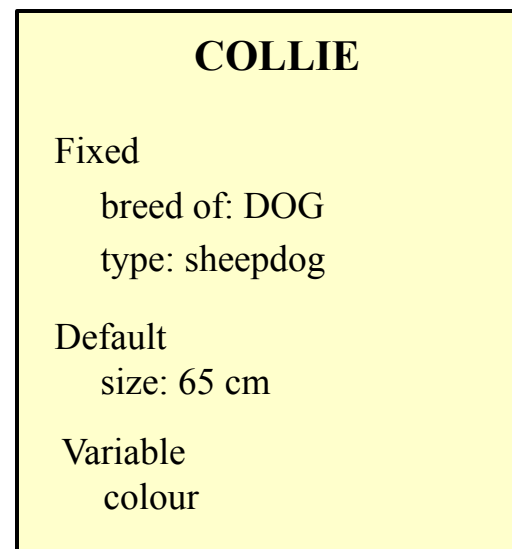 COLLIE
Fixed
breed of: DOG
type: sheepdog
Default
size: 65 cm
Variable
colour